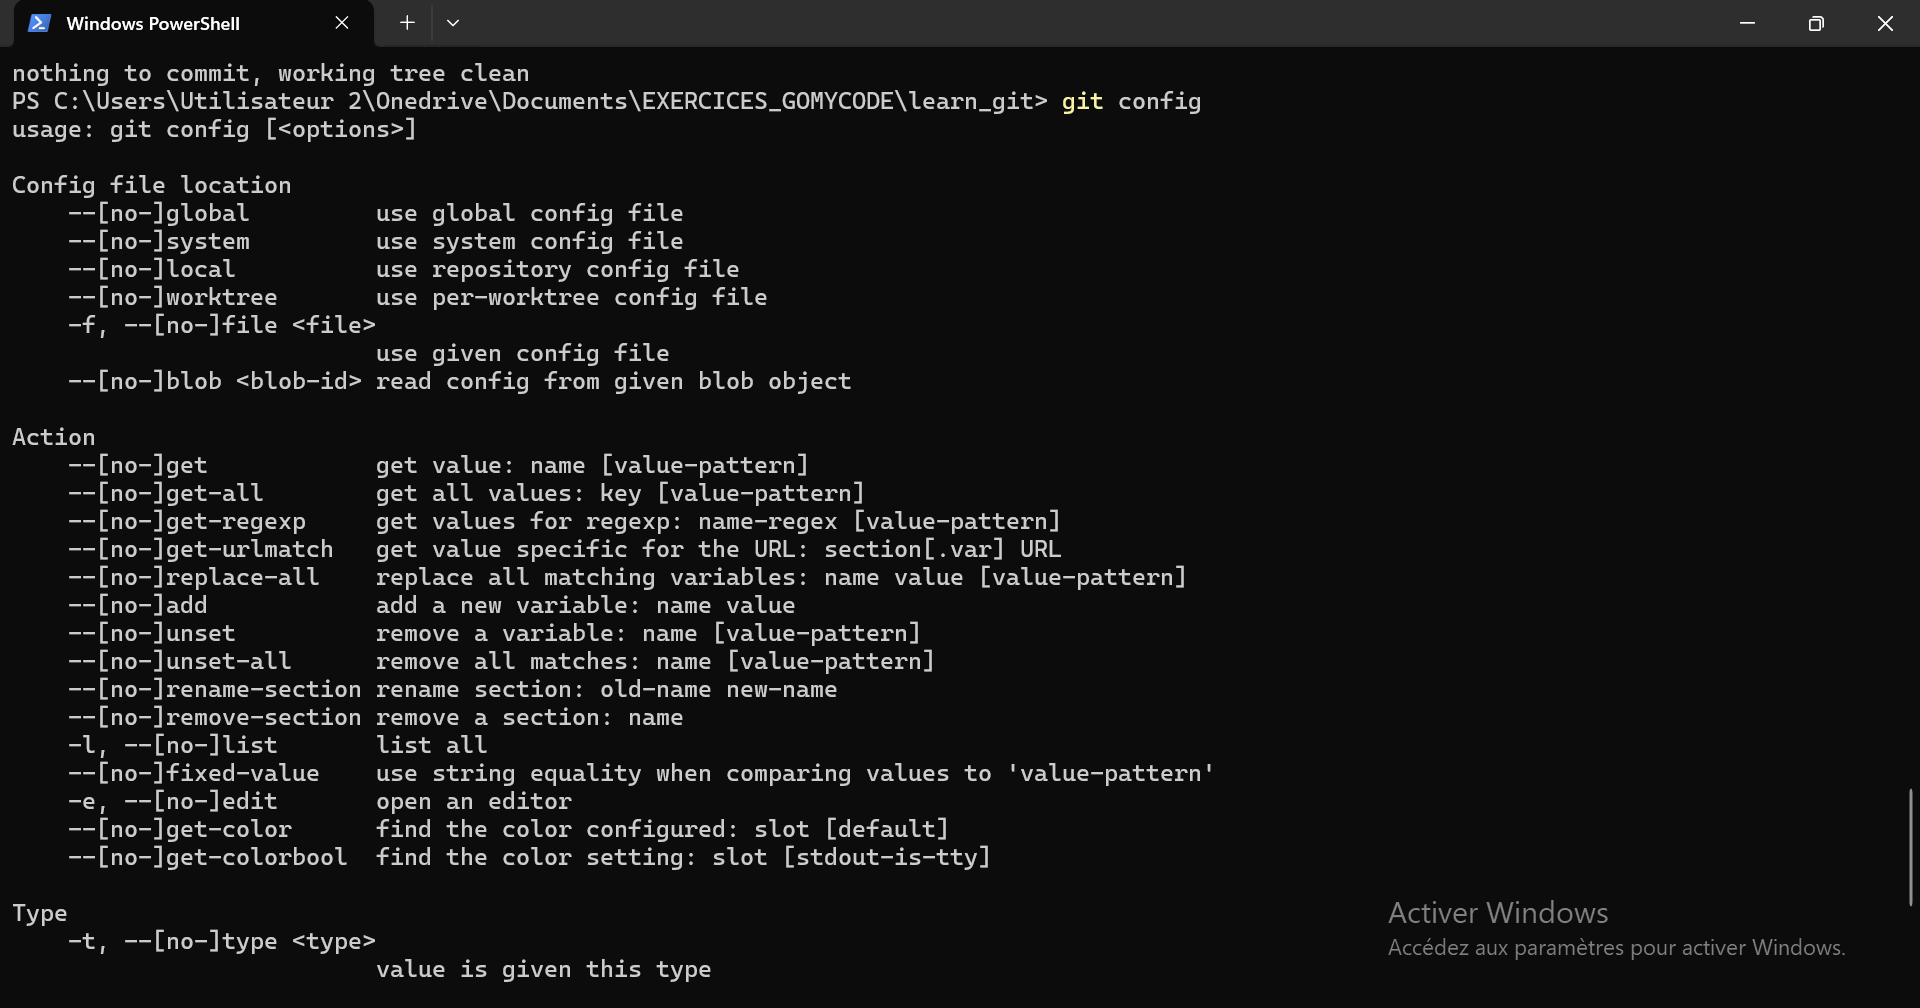 Windows PowerShell
nothing to commit, working tree clean
PS C:\Users\Utilisateur 2\Onedrive\Documents\EXERCICES_GOMYCODE\learn_git> git config
usage: git config [<options>]

Config file location
    --[no-]global         use global config file
    --[no-]system         use system config file
    --[no-]local          use repository config file
    --[no-]worktree       use per-worktree config file
    -f, --[no-]file <file>
                          use given config file
    --[no-]blob <blob-id> read config from given blob object

Action
    --[no-]get            get value: name [value-pattern]
    --[no-]get-all        get all values: key [value-pattern]
    --[no-]get-regexp     get values for regexp: name-regex [value-pattern]
    --[no-]get-urlmatch   get value specific for the URL: section[.var] URL
    --[no-]replace-all    replace all matching variables: name value [value-pattern]
    --[no-]add            add a new variable: name value
    --[no-]unset          remove a variable: name [value-pattern]
    --[no-]unset-all      remove all matches: name [value-pattern]
    --[no-]rename-section rename section: old-name new-name
    --[no-]remove-section remove a section: name
    -l, --[no-]list       list all
    --[no-]fixed-value    use string equality when comparing values to 'value-pattern'
    -e, --[no-]edit       open an editor
    --[no-]get-color      find the color configured: slot [default]
    --[no-]get-colorbool  find the color setting: slot [stdout-is-tty]

Type
    -t, --[no-]type <type>
                          value is given this type
Activer Windows
Accédez aux paramètres pour activer Windows.